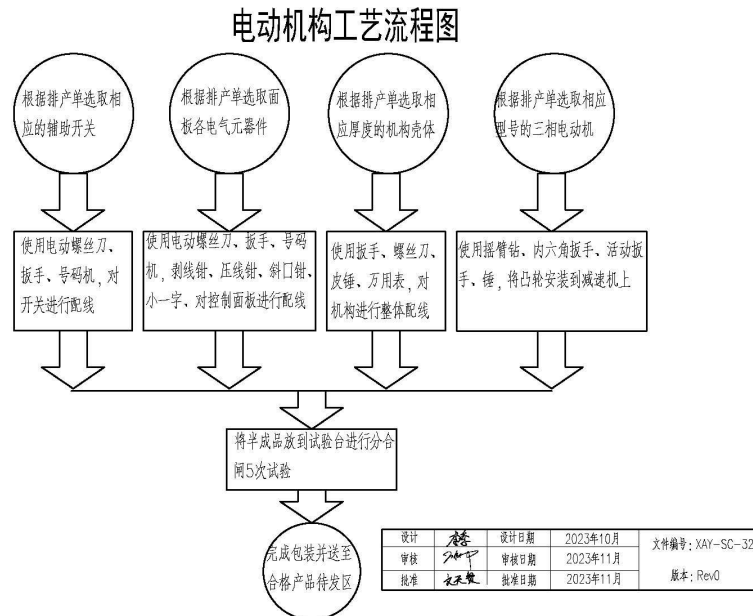 电动机构工艺流程图
根据排产单选取相
应的辅助开关
根据排产单选取面
板各电气元器件
根据排产单选取相
应厚度的机构壳体
根据排产单选取相应
型号的三相电动机
使用电动螺丝刀、
扳手、号码机，对
开关进行配线
使用电动螺丝刀、扳手、号码
机，剥线钳、压线钳、斜口钳、
小一字、对控制面板进行配线
使用扳手、螺丝刀、
皮锤、万用表，对
机构进行整体配线
使用摇臂钻、内六角扳手、活动扳
手、锤，将凸轮安装到减速机上
将半成品放到试验台进行分合
闸5次试验
完成包装并送至
合格产品待发区
设计 设计日期 2023年10月
审核 审核日期 2023年11月
批准 批准日期 2023年11月
文件编号：XAY-SC-32
版本：Rev0